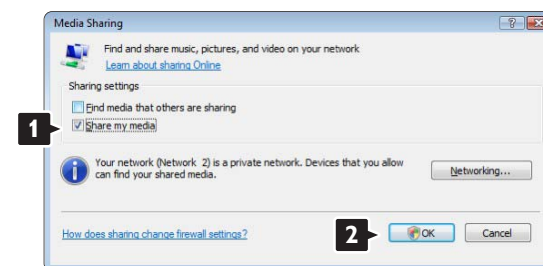 Media Sharing
Find and share music, pictures, and video on your network
Learn about sharing Online
Sharing settings
Find media that others are sharing
1
Share my media
Your network (Network 2) is a private network. Devices that you allow
can find your shared media.
Networking...
How does sharing change firewall settings?
2
OK
Cancel